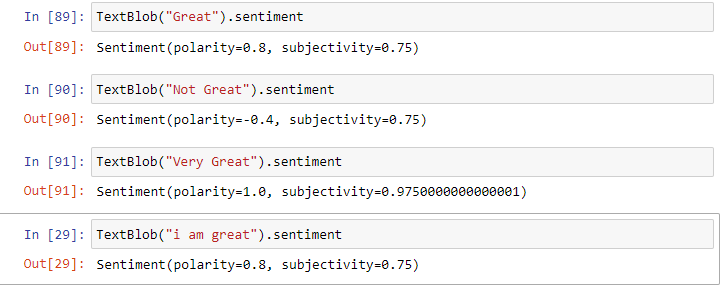 In [89]: TextBlob("Great").sentiment
Out[89]: Sentiment(polarity=0.8, subjectivity=0.75)
In [90]: TextBlob("Not Great").sentiment
Out[90]: Sentiment(polarity=-0.4, subjectivity=0.75)
In [91]: TextBlob("Very Great").sentiment
Out[91]: Sentiment(polarity=1.0, subjectivity=0.9750000000000001)
In [29]: TextBlob("i am great").sentiment
Out[29]: Sentiment(polarity=0.8, subjectivity=0.75)